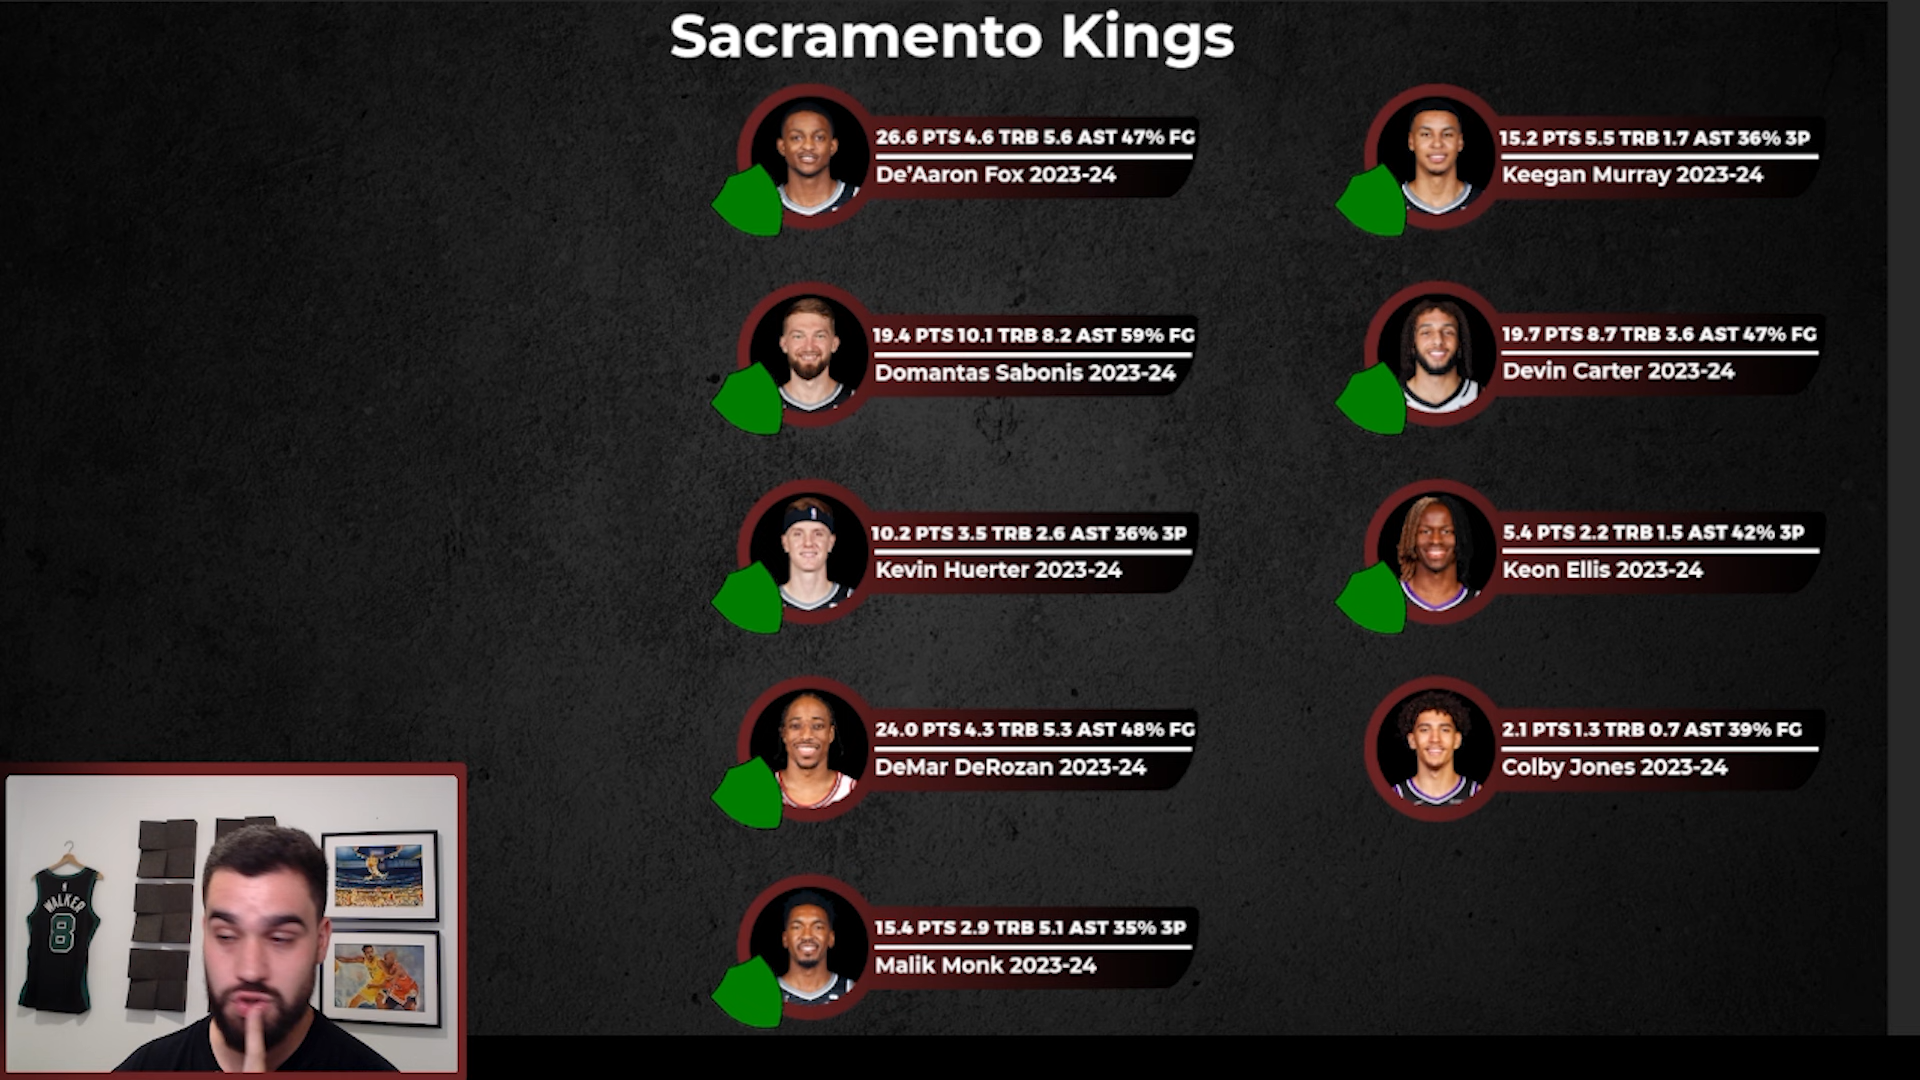 Sacramento Kings
26.6 PTS 4.6 TRB 5.6 AST 47% FG
De'Aaron Fox 2023-24
19.4 PTS 10.1 TRB 8.2 AST 59% FG
Domantas Sabonis 2023-24
10.2 PTS 3.5 TRB 2.6 AST 36% 3P
Kevin Huerter 2023-24
24.0 PTS 4.3 TRB 5.3 AST 48% FG
DeMar DeRozan 2023-24
15.4 PTS 2.9 TRB 5.1 AST 35% 3P
Malik Monk 2023-24
15.2 PTS 5.5 TRB 1.7 AST 36% 3P
Keegan Murray 2023-24
19.7 PTS 8.7 TRB 3.6 AST 47% FG
Devin Carter 2023-24
5.4 PTS 2.2 TRB 1.5 AST 42% 3P
Keon Ellis 2023-24
2.1 PTS 1.3 TRB 0.7 AST 39% FG
Colby Jones 2023-24
WALKER
8